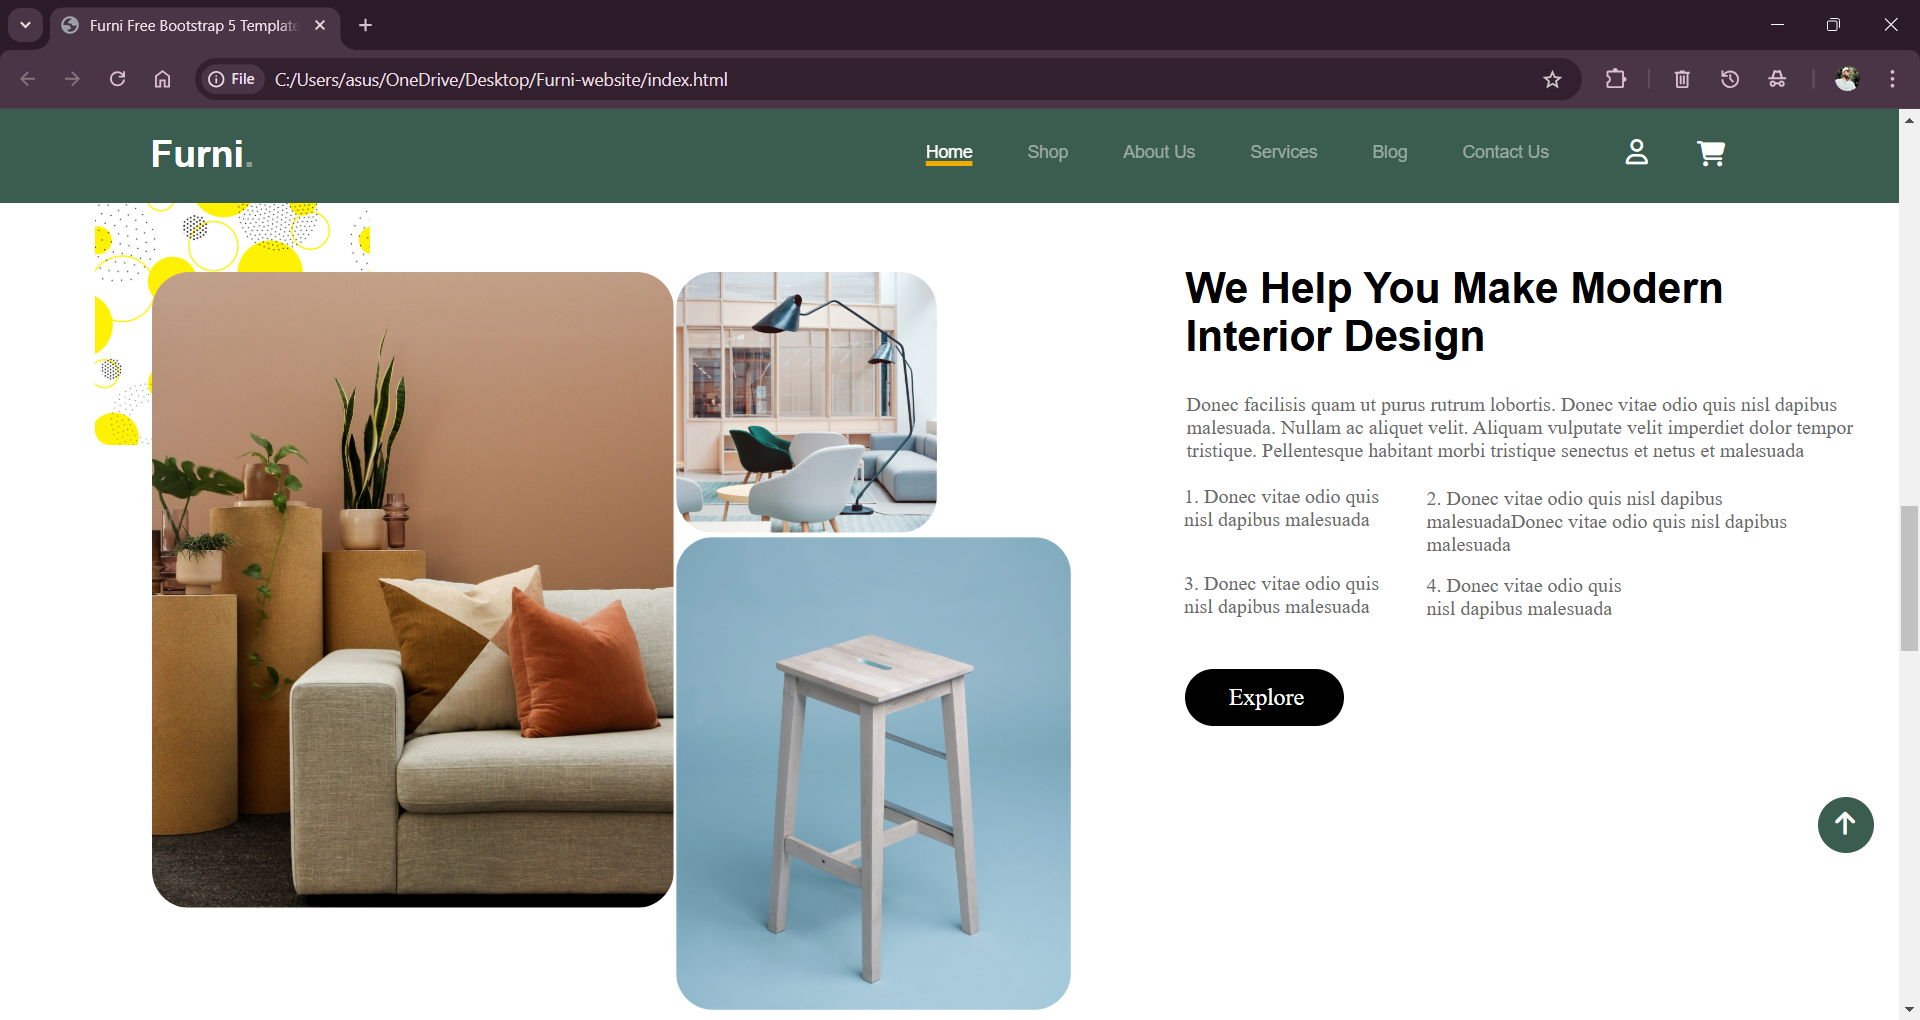 Furni Free Bootstrap 5 Template
File
C:/Users/asus/OneDrive/Desktop/Furni-website/index.html
Furni.
Home
Shop
About Us
Services
Blog
Contact Us
We Help You Make Modern
Interior Design
Donec facilisis quam ut purus rutrum lobortis. Donec vitae odio quis nisl dapibus
malesuada. Nullam ac aliquet velit. Aliquam vulputate velit imperdiet dolor tempor
tristique. Pellentesque habitant morbi tristique senectus et netus et malesuada
1. Donec vitae odio quis
nisl dapibus malesuada
2. Donec vitae odio quis nisl dapibus
malesuadaDonec vitae odio quis nisl dapibus
malesuada
3. Donec vitae odio quis
nisl dapibus malesuada
4. Donec vitae odio quis
nisl dapibus malesuada
Explore